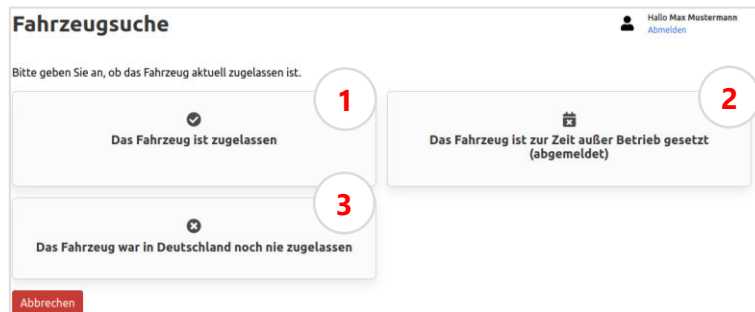 Fahrzeugsuche
Hallo Max Mustermann
Abmelden
Bitte geben Sie an, ob das Fahrzeug aktuell zugelassen ist.
1
Das Fahrzeug ist zugelassen
2
Das Fahrzeug ist zur Zeit außer Betrieb gesetzt
(abgemeldet)
3
Das Fahrzeug war in Deutschland noch nie zugelassen
Abbrechen